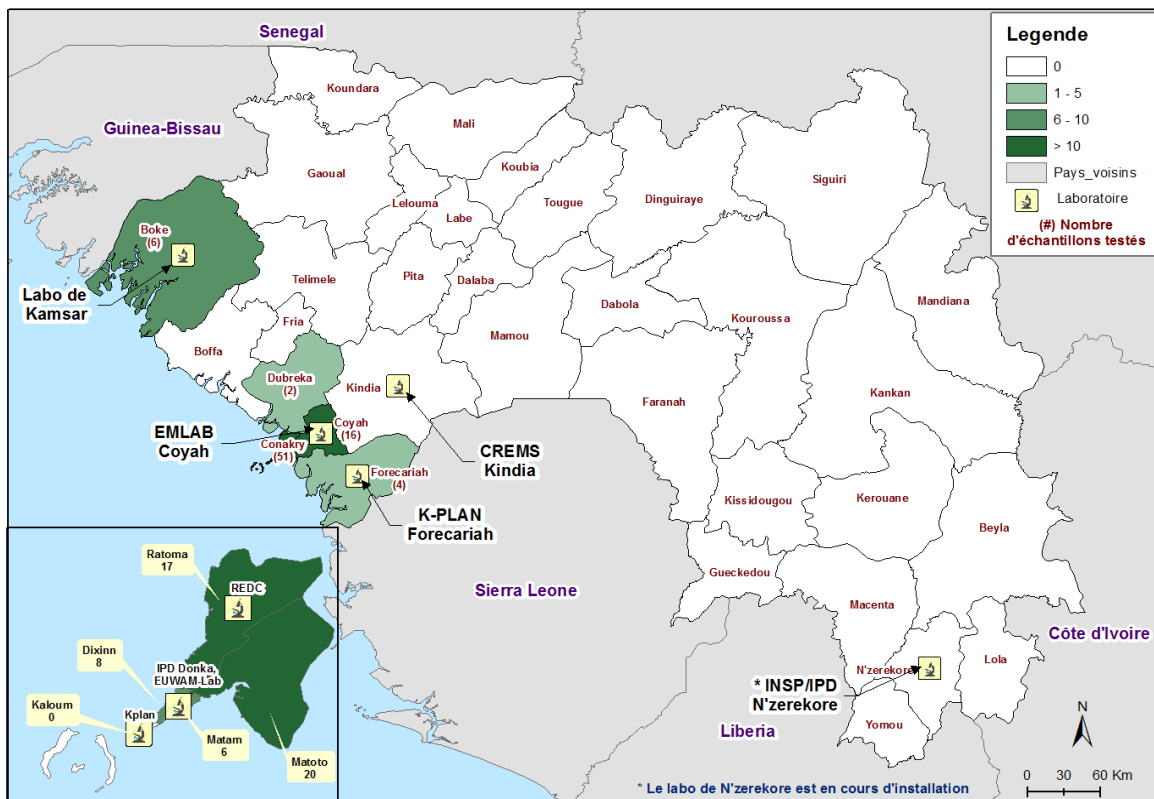 Senegal
Guinea-Bissau
Koundara
Mali
Gaoual
Koubia
Lelouma
Labe
Tougue
Dinguiraye
Siguiri
Boke
(6)
Labo de
Kamsar
Telimele
Pita
Dalaba
Dabola
Kouroussa
Mandiana
Fria
Boffa
Mamou
Dubreka
(2)
Kindia
Faranah
Kankan
EMLAB
Coyah
Coyah
(16)
Conakry
(51)
CREMS
Kindia
Forecariah
(4)
K-PLAN
Forecariah
Kissidougou
Kerouane
Beyla
Gueckedou
Macenta
Sierra Leone
Côte d'Ivoire
N'zerekore
Lola
* INSP/IPD
N'zerekore
Yomou
Liberia
Legende
0
1 - 5
6 - 10
> 10
Pays_voisins
Laboratoire
(#) Nombre
d'échantillons testés
Ratoma
17
REDC
Dixinn
8
IPD Donka,
EUWAM-Lab
Kaloum
0
Kplan
Matam
6
Matoto
20
N
0 30 60 Km
* Le labo de N'zerekore est en cours d'installation